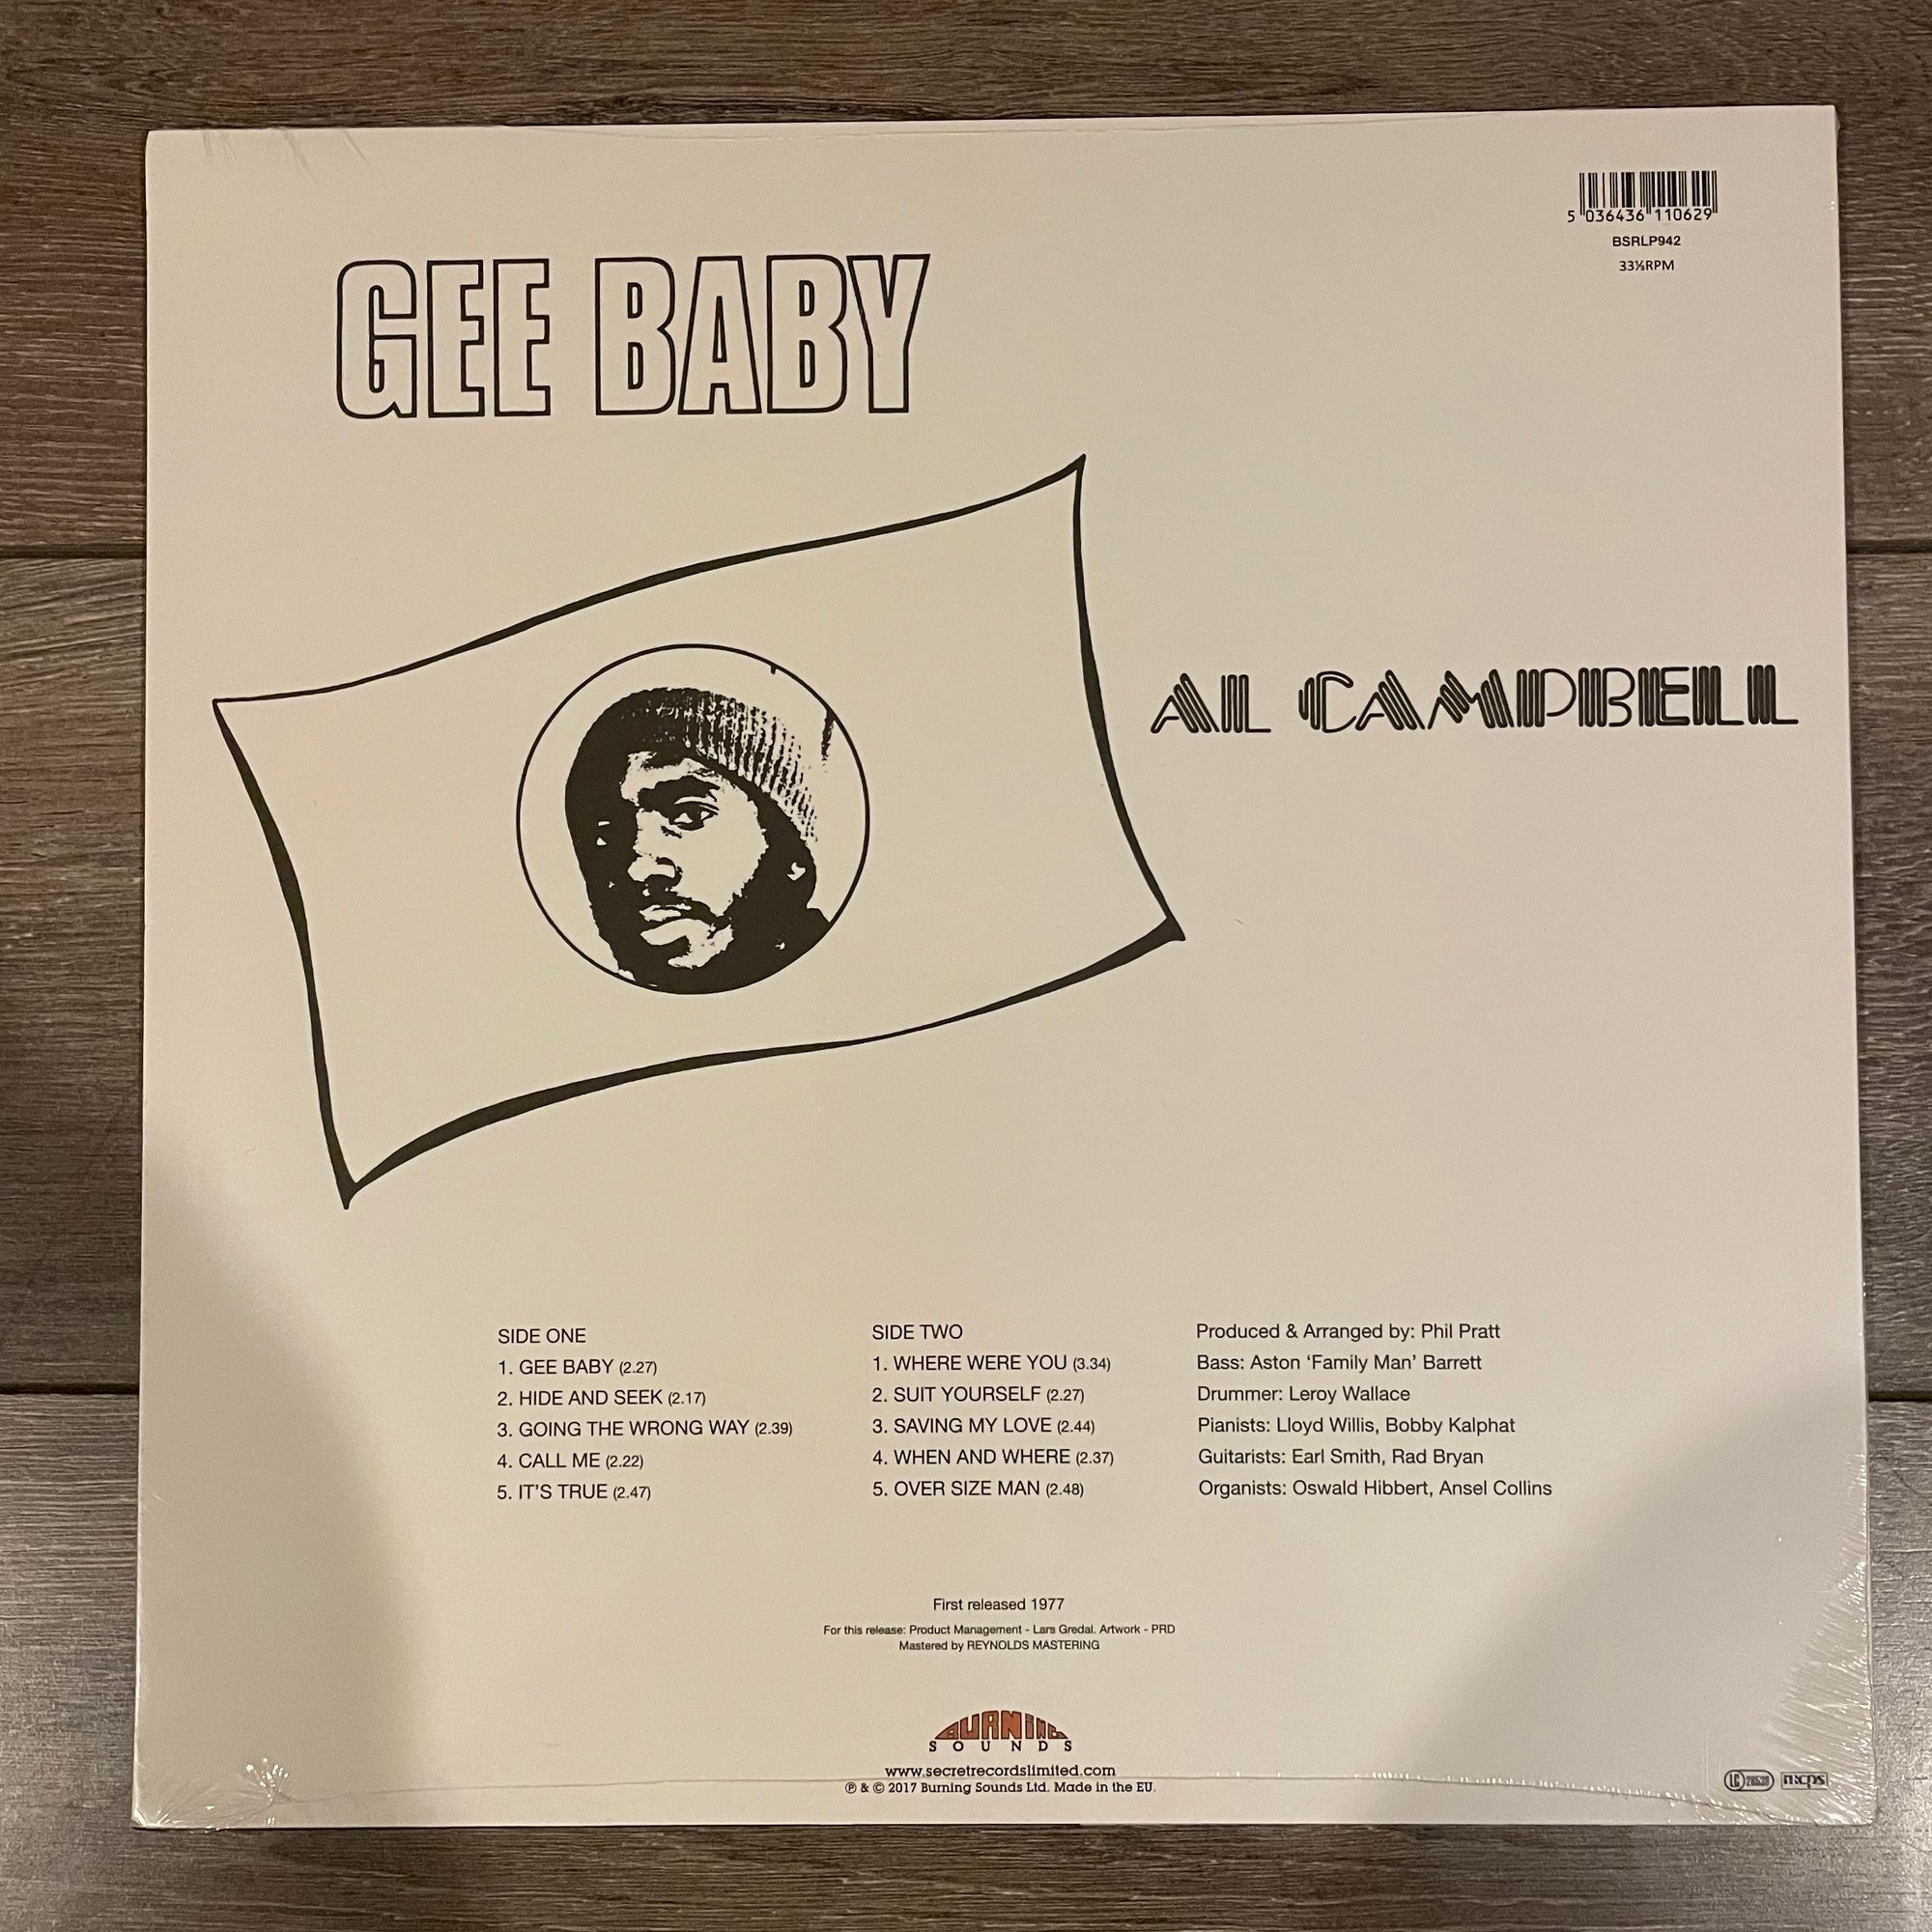 5 036436 110629
BSRLP942
33⅓RPM
GEE BABY
AL CAMPBELL
SIDE ONE
1. GEE BABY (2.27)
2. HIDE AND SEEK (2.17)
3. GOING THE WRONG WAY (2.39)
4. CALL ME (2.22)
5. IT'S TRUE (2.47)
SIDE TWO
1. WHERE WERE YOU (3.34)
2. SUIT YOURSELF (2.27)
3. SAVING MY LOVE (2.44)
4. WHEN AND WHERE (2.37)
5. OVER SIZE MAN (2.48)
Produced & Arranged by: Phil Pratt
Bass: Aston ‘Family Man’ Barrett
Drummer: Leroy Wallace
Pianists: Lloyd Willis, Bobby Kalphat
Guitarists: Earl Smith, Rad Bryan
Organists: Oswald Hibbert, Ansel Collins
First released 1977
For this release: Product Management - Lars Gredal. Artwork - PRD
Mastered by REYNOLDS MASTERING
BURNING
SOUNDS
www.secretrecordslimited.com
℗ & © 2017 Burning Sounds Ltd. Made in the EU.
LC
mcps